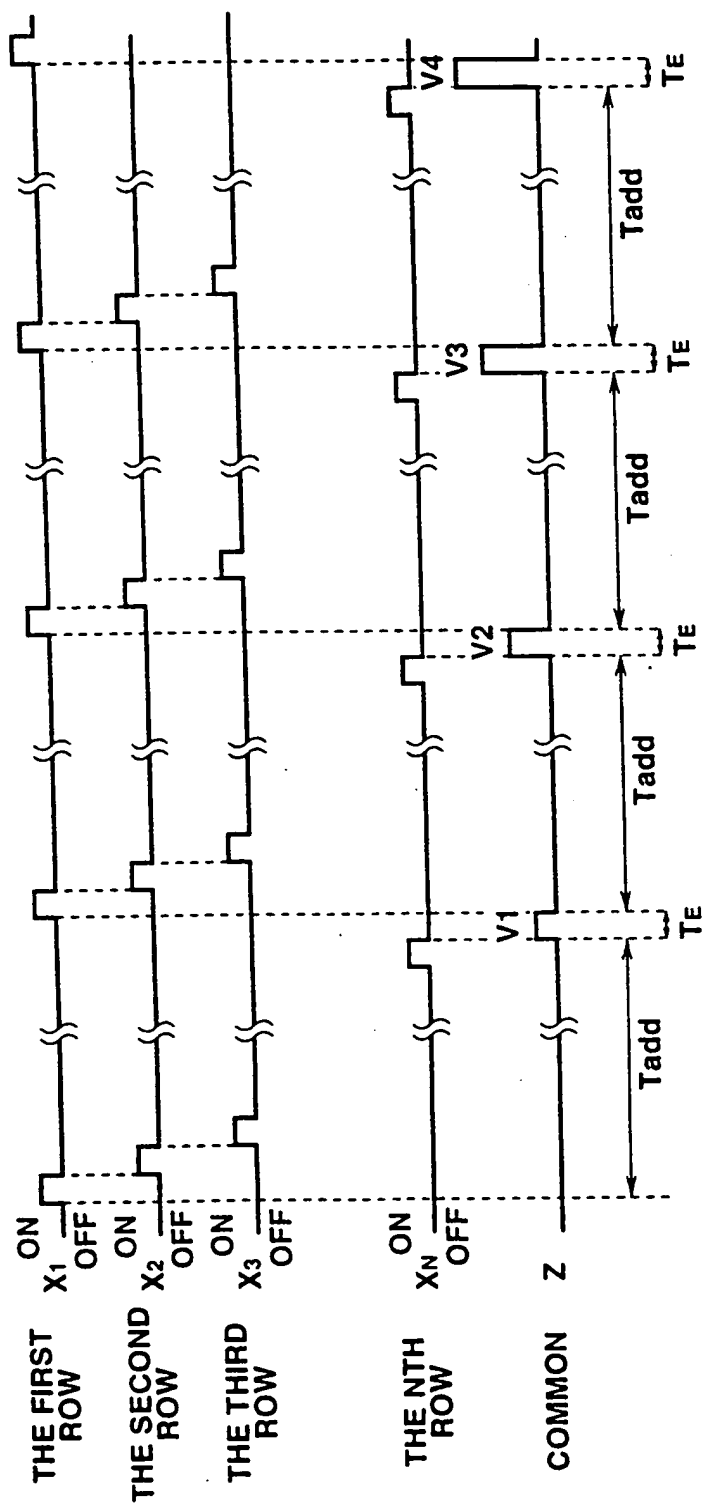 THE FIRST
ROW
X1
ON
OFF
THE SECOND
ROW
X2
ON
OFF
THE THIRD
ROW
X3
ON
OFF
THE NTH
ROW
XN
ON
OFF
COMMON
Z
V1
V2
V3
V4
Tadd
TE
Tadd
TE
Tadd
TE
Tadd
TE